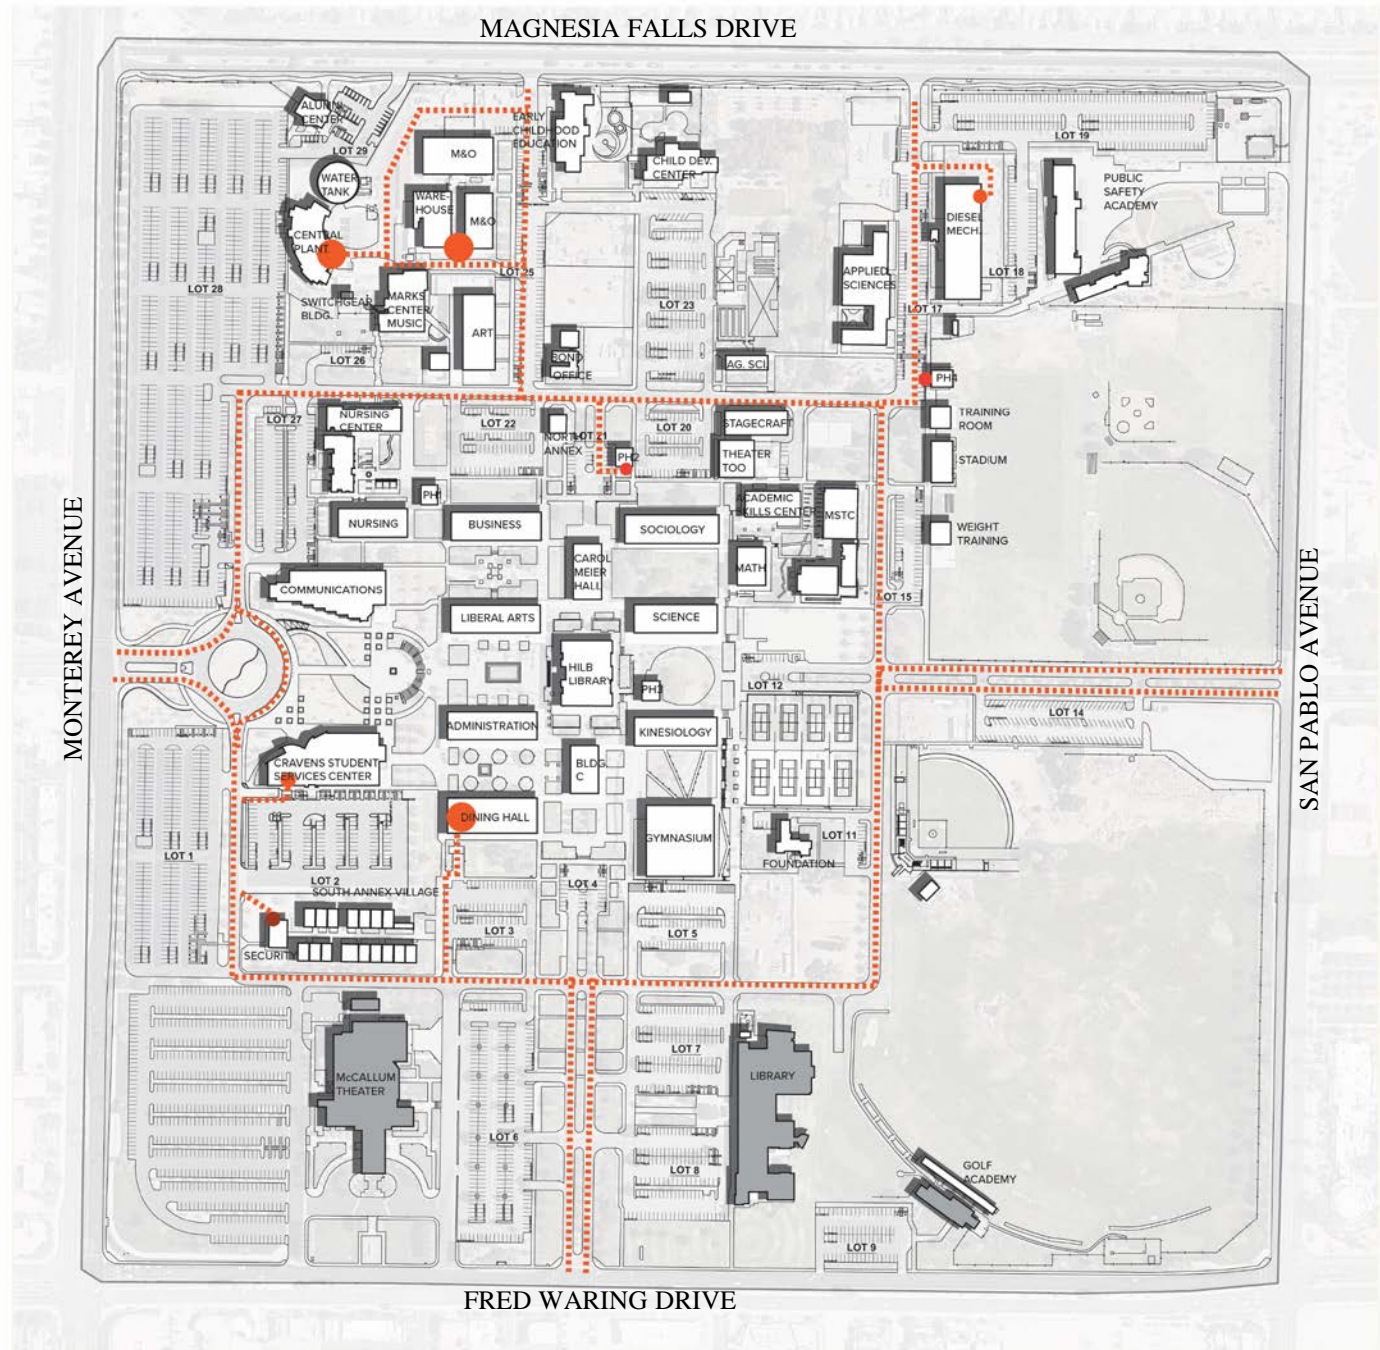 MAGNESIA FALLS DRIVE
ALUMNI
CENTER
LOT 29
EARLY
CHILDHOOD
EDUCATION
M&O
CHILD DEV.
CENTER
LOT 19
PUBLIC
SAFETY
ACADEMY
WATER
TANK
WARE-
HOUSE
M&O
DIESEL
MECH.
CENTRAL
PLANT
LOT 25
APPLIED
SCIENCES
LOT 18
LOT 28
SWITCHGEAR
BLDG.
MARKS
CENTER/
MUSIC
LOT 23
LOT 17
ART
LOT 26
BOND
OFFICE
AG. SCI.
PH4
LOT 27
NURSING
CENTER
LOT 22
NORTH
ANNEX
LOT 21
LOT 20
STAGECRAFT
TRAINING
ROOM
PH2
THEATER
TOO
STADIUM
PH1
ACADEMIC
SKILLS CENTER
MSTC
NURSING
BUSINESS
SOCIOLOGY
WEIGHT
TRAINING
CAROL
MEIER
HALL
MATH
COMMUNICATIONS
LOT 15
LIBERAL ARTS
SCIENCE
MONTEREY AVENUE
SAN PABLO AVENUE
HILB
LIBRARY
PH3
LOT 12
LOT 14
ADMINISTRATION
KINESIOLOGY
CRAVENS STUDENT
SERVICES CENTER
BLDG.
C
DINING HALL
GYMNASIUM
LOT 11
FOUNDATION
LOT 1
LOT 2
SOUTH ANNEX VILLAGE
LOT 4
LOT 3
LOT 5
SECURITY
LOT 7
McCALLUM
THEATER
LIBRARY
LOT 6
LOT 8
GOLF
ACADEMY
LOT 9
FRED WARING DRIVE